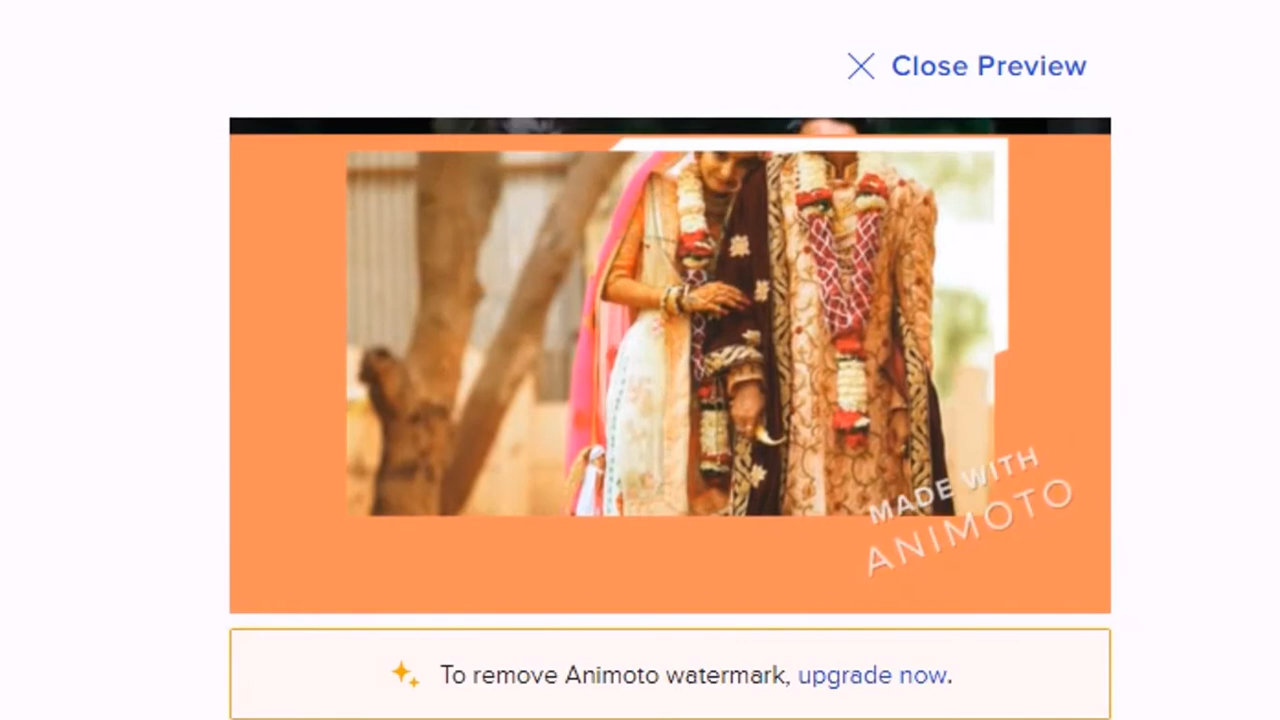 Close Preview
MADE WITH
ANIMOTO
To remove Animoto watermark, upgrade now.